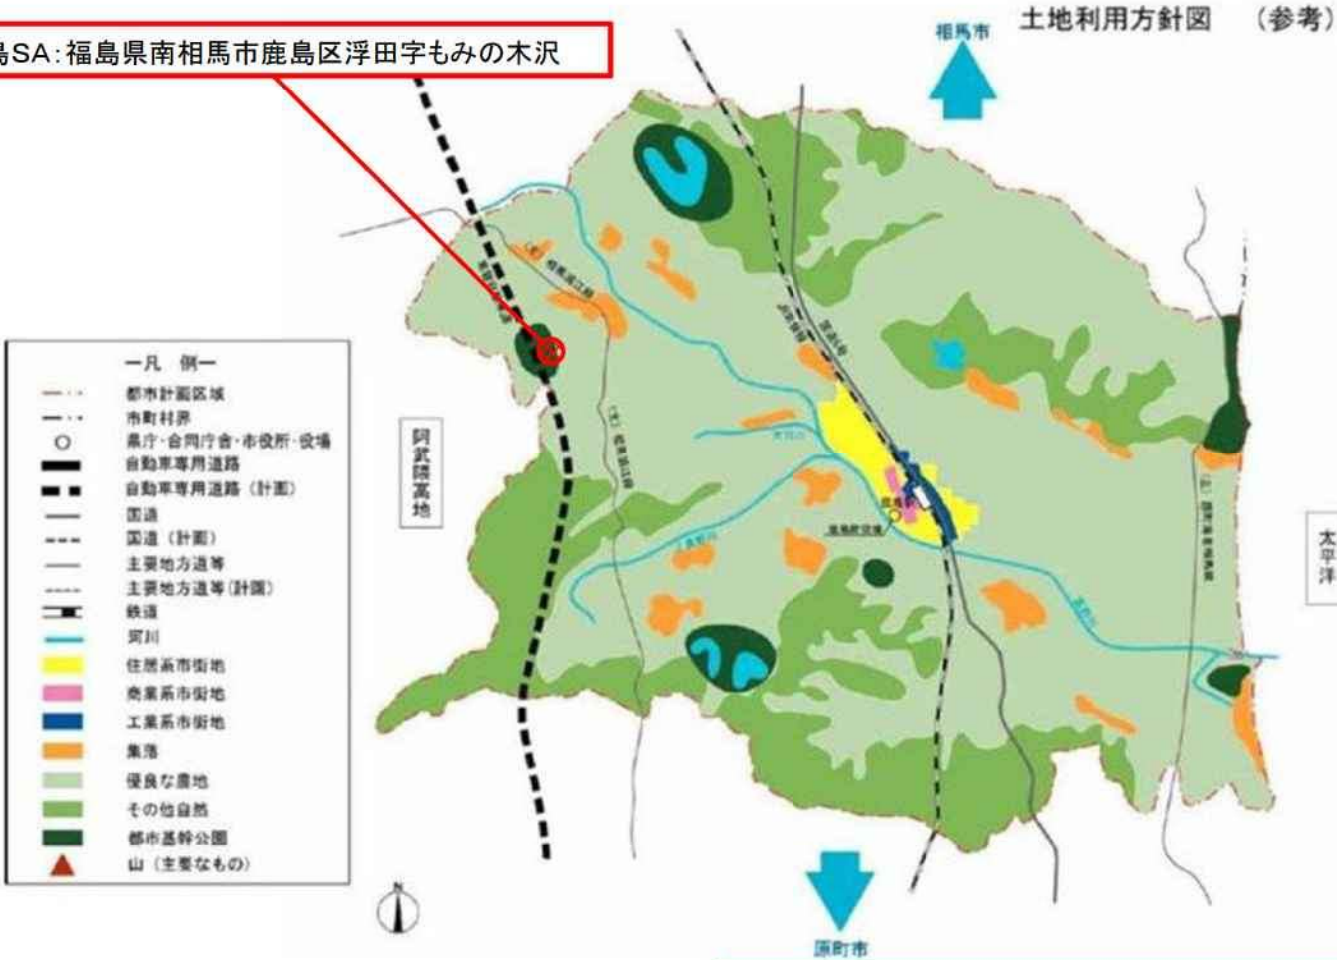 土地利用方針図　（参考）
島SA：福島県南相馬市鹿島区浮田字もみの木沢
相馬市
一凡　例一
都市計画区域
市町村界
県庁・合同庁舎・市役所・役場
自動車専用道路
自動車専用道路（計画）
国道
国道（計画）
主要地方道等
主要地方道等（計画）
鉄道
河川
住居系市街地
商業系市街地
工業系市街地
集落
優良な農地
その他自然
都市基幹公園
山（主要なもの）
阿武隈高地
太平洋
国道6号
N
原町市